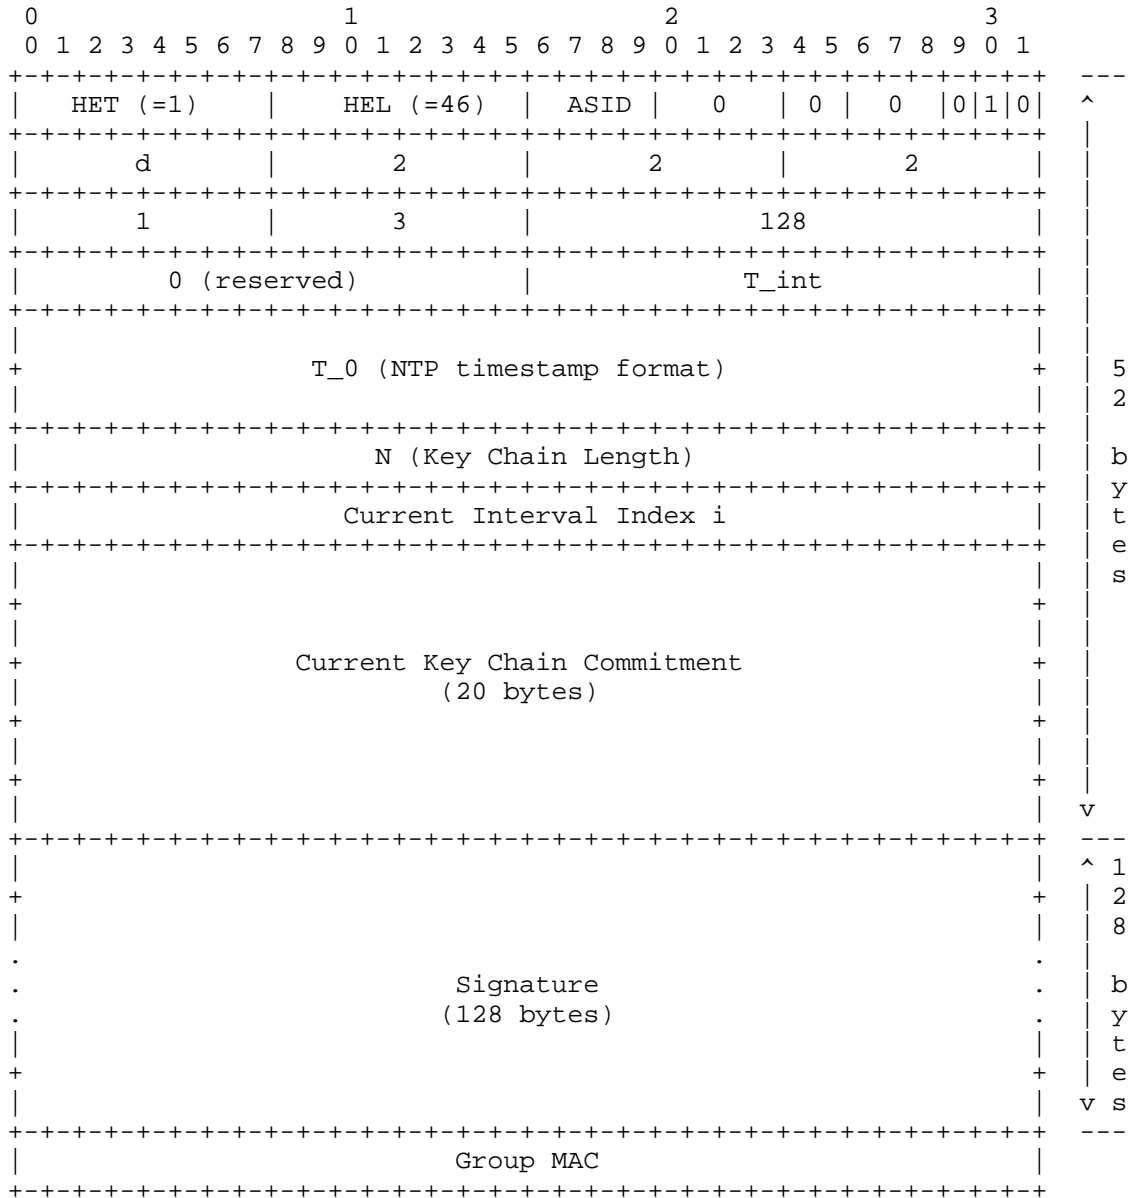 0                   1                   2                   3
 0 1 2 3 4 5 6 7 8 9 0 1 2 3 4 5 6 7 8 9 0 1 2 3 4 5 6 7 8 9 0 1
+-+-+-+-+-+-+-+-+-+-+-+-+-+-+-+-+-+-+-+-+-+-+-+-+-+-+-+-+-+-+-+-+  ---
|   HET (=1)    |    HEL (=46)  |  ASID |   0   | 0 |  0  |0|1|0|  ^
+-+-+-+-+-+-+-+-+-+-+-+-+-+-+-+-+-+-+-+-+-+-+-+-+-+-+-+-+-+-+-+-+  |
|       d       |       2       |       2       |       2       |  |
+-+-+-+-+-+-+-+-+-+-+-+-+-+-+-+-+-+-+-+-+-+-+-+-+-+-+-+-+-+-+-+-+  |
|       1       |       3       |              128              |  |
+-+-+-+-+-+-+-+-+-+-+-+-+-+-+-+-+-+-+-+-+-+-+-+-+-+-+-+-+-+-+-+-+  |
|         0 (reserved)          |             T_int             |  |
+-+-+-+-+-+-+-+-+-+-+-+-+-+-+-+-+-+-+-+-+-+-+-+-+-+-+-+-+-+-+-+-+  |
|                                                               |  |
+                  T_0 (NTP timestamp format)                   +  | 5
|                                                               |  | 2
+-+-+-+-+-+-+-+-+-+-+-+-+-+-+-+-+-+-+-+-+-+-+-+-+-+-+-+-+-+-+-+-+  |
|                      N (Key Chain Length)                     |  | b
+-+-+-+-+-+-+-+-+-+-+-+-+-+-+-+-+-+-+-+-+-+-+-+-+-+-+-+-+-+-+-+-+  | y
|                    Current Interval Index i                   |  | t
+-+-+-+-+-+-+-+-+-+-+-+-+-+-+-+-+-+-+-+-+-+-+-+-+-+-+-+-+-+-+-+-+  | e
|                                                               |  | s
+                                                               +  |
|                                                               |  |
+                 Current Key Chain Commitment                  +  |
|                          (20 bytes)                           |  |
+                                                               +  |
|                                                               |  |
+                                                               +  |
|                                                               |  v
+-+-+-+-+-+-+-+-+-+-+-+-+-+-+-+-+-+-+-+-+-+-+-+-+-+-+-+-+-+-+-+-+  ---
|                                                               |  ^ 1
+                                                               +  | 2
|                                                               |  | 8
.                                                               .  |
.                           Signature                           .  | b
.                          (128 bytes)                          .  | y
|                                                               |  | t
+                                                               +  | e
|                                                               |  v s
+-+-+-+-+-+-+-+-+-+-+-+-+-+-+-+-+-+-+-+-+-+-+-+-+-+-+-+-+-+-+-+-+  ---
|                           Group MAC                           |
+-+-+-+-+-+-+-+-+-+-+-+-+-+-+-+-+-+-+-+-+-+-+-+-+-+-+-+-+-+-+-+-+